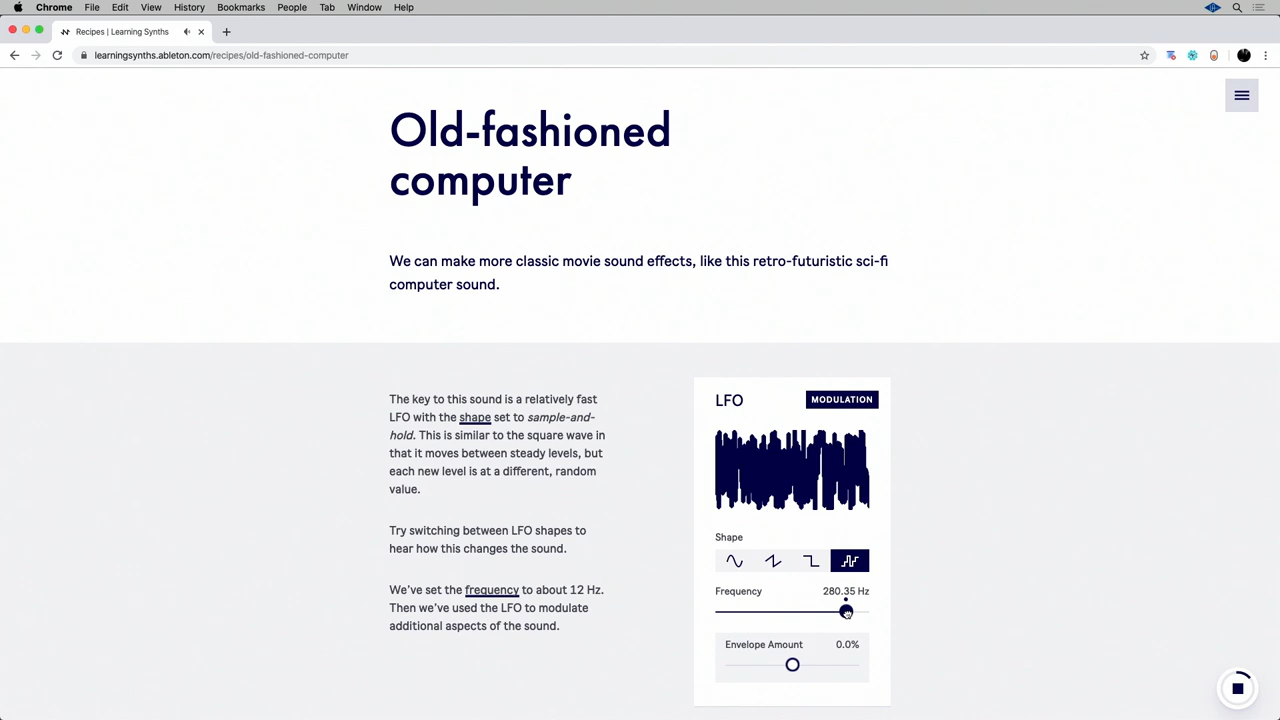 Chrome File Edit View History Bookmarks People Tab Window Help
Recipes | Learning Synths
learningsynths.ableton.com/recipes/old-fashioned-computer
Old-fashioned
computer
We can make more classic movie sound effects, like this retro-futuristic sci-fi
computer sound.
The key to this sound is a relatively fast
LFO with the shape set to sample-and-
hold. This is similar to the square wave in
that it moves between steady levels, but
each new level is at a different, random
value.
Try switching between LFO shapes to
hear how this changes the sound.
We've set the frequency to about 12 Hz.
Then we've used the LFO to modulate
additional aspects of the sound.
LFO MODULATION
Shape
Frequency 280.35 Hz
Envelope Amount 0.0%